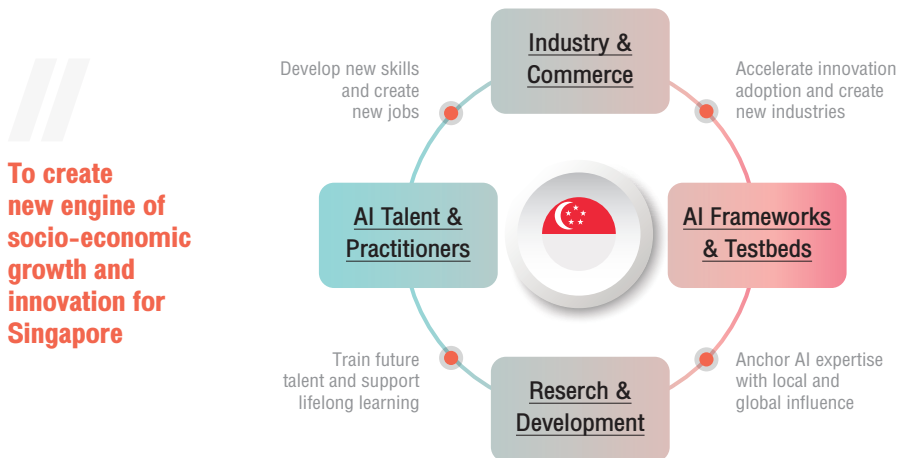 To create
new engine of
socio-economic
growth and
innovation for
Singapore
Industry &
Commerce
Develop new skills
and create
new jobs
Accelerate innovation
adoption and create
new industries
AI Talent &
Practitioners
AI Frameworks
& Testbeds
Train future
talent and support
lifelong learning
Anchor AI expertise
with local and
global influence
Reserch &
Development